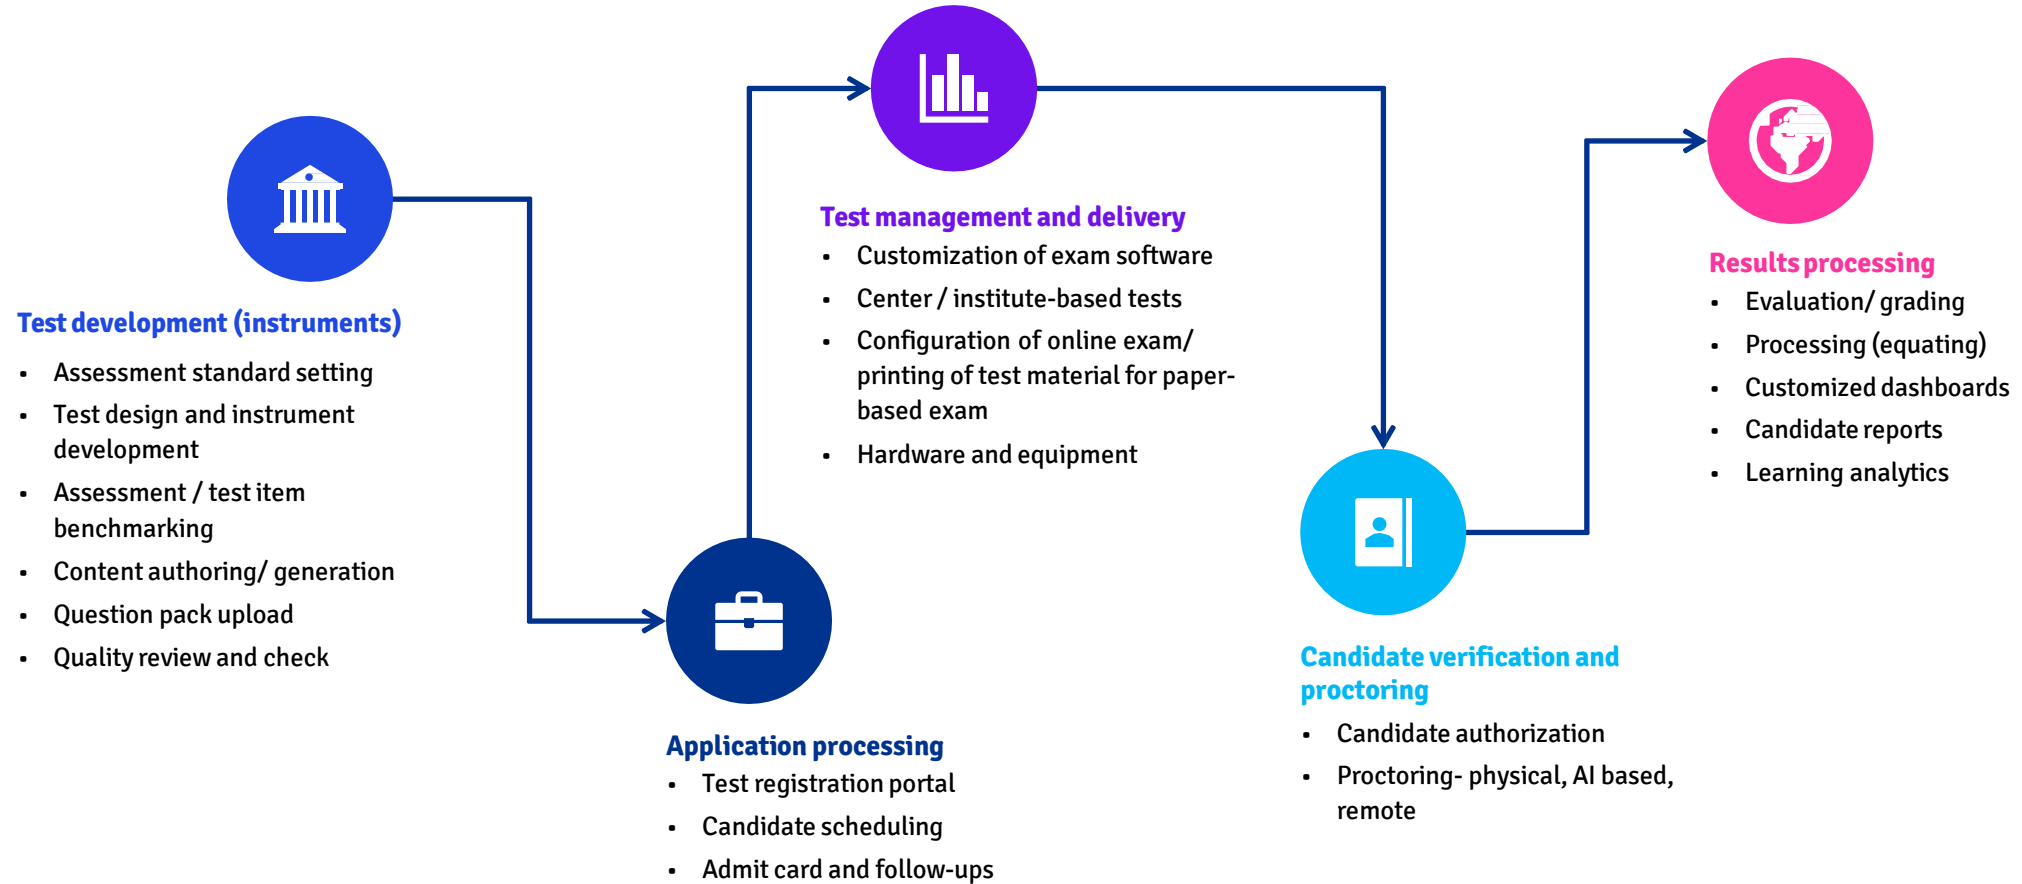 Test development (instruments)
• Assessment standard setting
• Test design and instrument
development
• Assessment / test item
benchmarking
• Content authoring/ generation
• Question pack upload
• Quality review and check
Application processing
• Test registration portal
• Candidate scheduling
• Admit card and follow-ups
Test management and delivery
• Customization of exam software
• Center / institute-based tests
• Configuration of online exam/
printing of test material for paper-
based exam
• Hardware and equipment
Candidate verification and
proctoring
• Candidate authorization
• Proctoring- physical, AI based,
remote
Results processing
• Evaluation/ grading
• Processing (equating)
• Customized dashboards
• Candidate reports
• Learning analytics